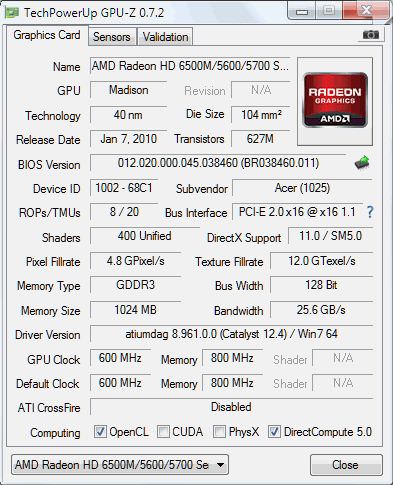 TechPowerUp GPU-Z 0.7.2
Graphics Card Sensors Validation
Name AMD Radeon HD 6500M/5600/5700 S...
GPU Madison Revision N/A
Technology 40 nm Die Size 104 mm²
Release Date Jan 7, 2010 Transistors 627M
BIOS Version 012.020.000.045.038460 (BR038460.011)
Device ID 1002 - 68C1 Subvendor Acer (1025)
ROPs/TMUs 8 / 20 Bus Interface PCI-E 2.0 x16 @ x16 1.1 ?
Shaders 400 Unified DirectX Support 11.0 / SM5.0
Pixel Fillrate 4.8 GPixel/s Texture Fillrate 12.0 GTexel/s
Memory Type GDDR3 Bus Width 128 Bit
Memory Size 1024 MB Bandwidth 25.6 GB/s
Driver Version atiumdag 8.961.0.0 (Catalyst 12.4) / Win7 64
GPU Clock 600 MHz Memory 800 MHz Shader N/A
Default Clock 600 MHz Memory 800 MHz Shader N/A
ATI CrossFire Disabled
Computing OpenCL CUDA PhysX DirectCompute 5.0
AMD Radeon HD 6500M/5600/5700 Se Close
RADEON
GRAPHICS
AMD